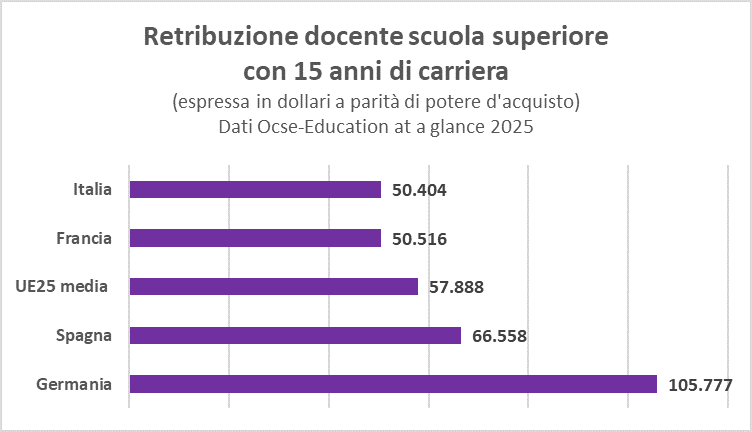 Retribuzione docente scuola superiore
con 15 anni di carriera
(espressa in dollari a parità di potere d'acquisto)
Dati Ocse-Education at a glance 2025
Italia 50.404
Francia 50.516
UE25 media 57.888
Spagna 66.558
Germania 105.777